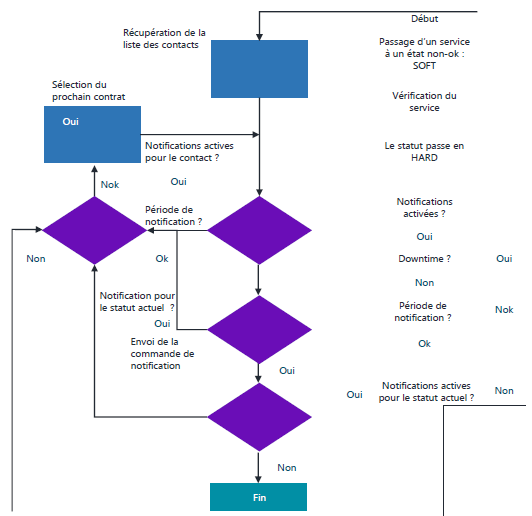 Début
Récupération de la
liste des contacts
Passage d'un service
à un état non-ok :
SOFT
Sélection du
prochain contrat
Vérification du
service
Oui
Notifications actives
pour le contact ?
Le statut passe en
HARD
Nok
Oui
Période de
notification ?
Notifications
activées ?
Oui
Non
Ok
Downtime ?
Oui
Non
Notification pour
le statut actuel ?
Période de
notification ?
Nok
Oui
Envoi de la
commande de
notification
Ok
Oui
Oui
Notifications actives
pour le statut actuel ?
Non
Non
Fin